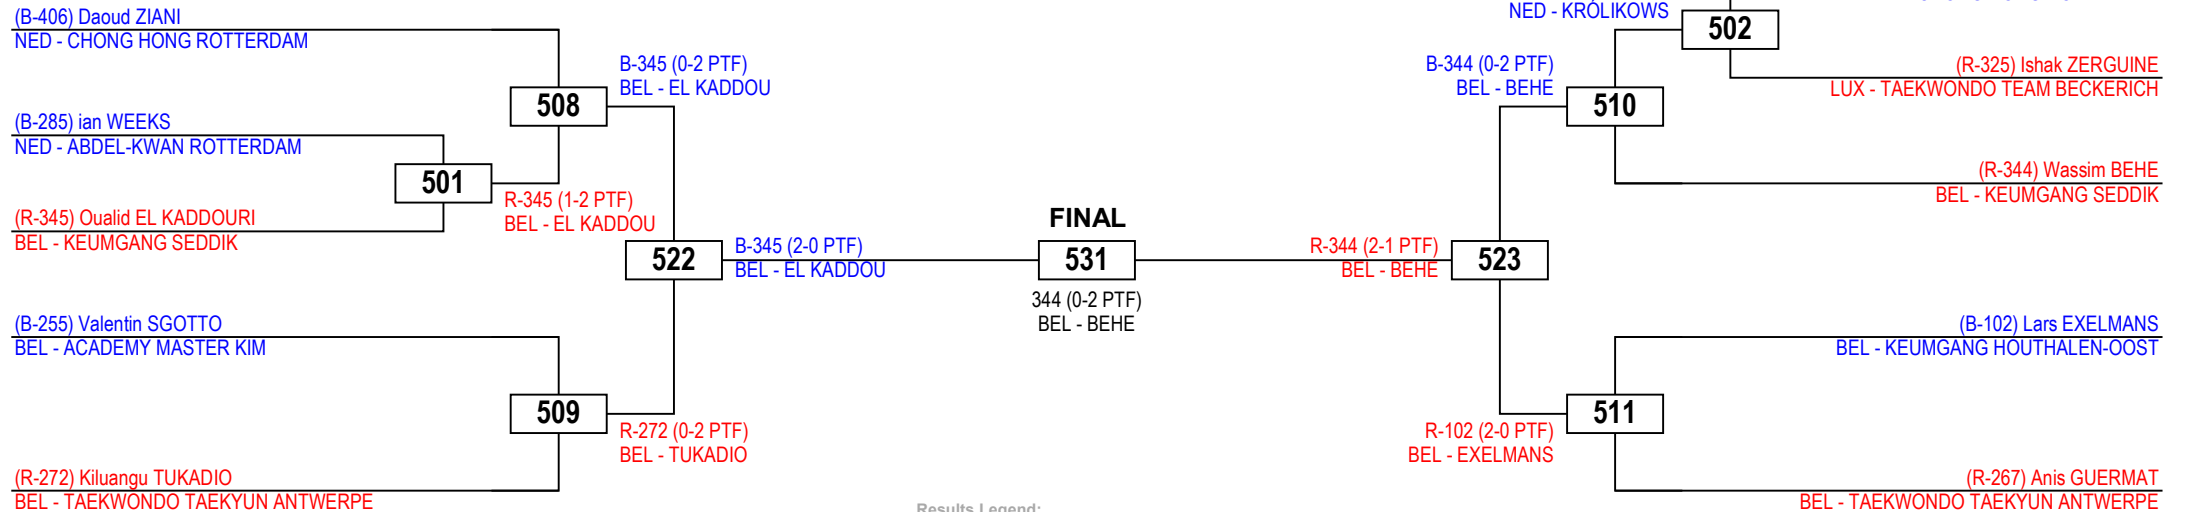 (B-406) Daoud ZIANI
NED - CHONG HONG ROTTERDAM
B-345 (0-2 PTF)
BEL - EL KADDOU
508
(B-285) ian WEEKS
NED - ABDEL-KWAN ROTTERDAM
501
R-345 (1-2 PTF)
BEL - EL KADDOU
(R-345) Oualid EL KADDOURI
BEL - KEUMGANG SEDDIK
522
B-345 (2-0 PTF)
BEL - EL KADDOU
(B-255) Valentin SGOTTO
BEL - ACADEMY MASTER KIM
509
R-272 (0-2 PTF)
BEL - TUKADIO
(R-272) Kiluangu TUKADIO
BEL - TAEKWONDO TAEKYUN ANTWERPE
FINAL
531
344 (0-2 PTF)
BEL - BEHE
NED - KRÓLIKOWS
502
(R-325) Ishak ZERGUINE
LUX - TAEKWONDO TEAM BECKERICH
B-344 (0-2 PTF)
BEL - BEHE
510
(R-344) Wassim BEHE
BEL - KEUMGANG SEDDIK
R-344 (2-1 PTF)
BEL - BEHE
523
(B-102) Lars EXELMANS
BEL - KEUMGANG HOUTHALEN-OOST
511
R-102 (2-0 PTF)
BEL - EXELMANS
(R-267) Anis GUERMAT
BEL - TAEKWONDO TAEKYUN ANTWERPE
Results Legend: